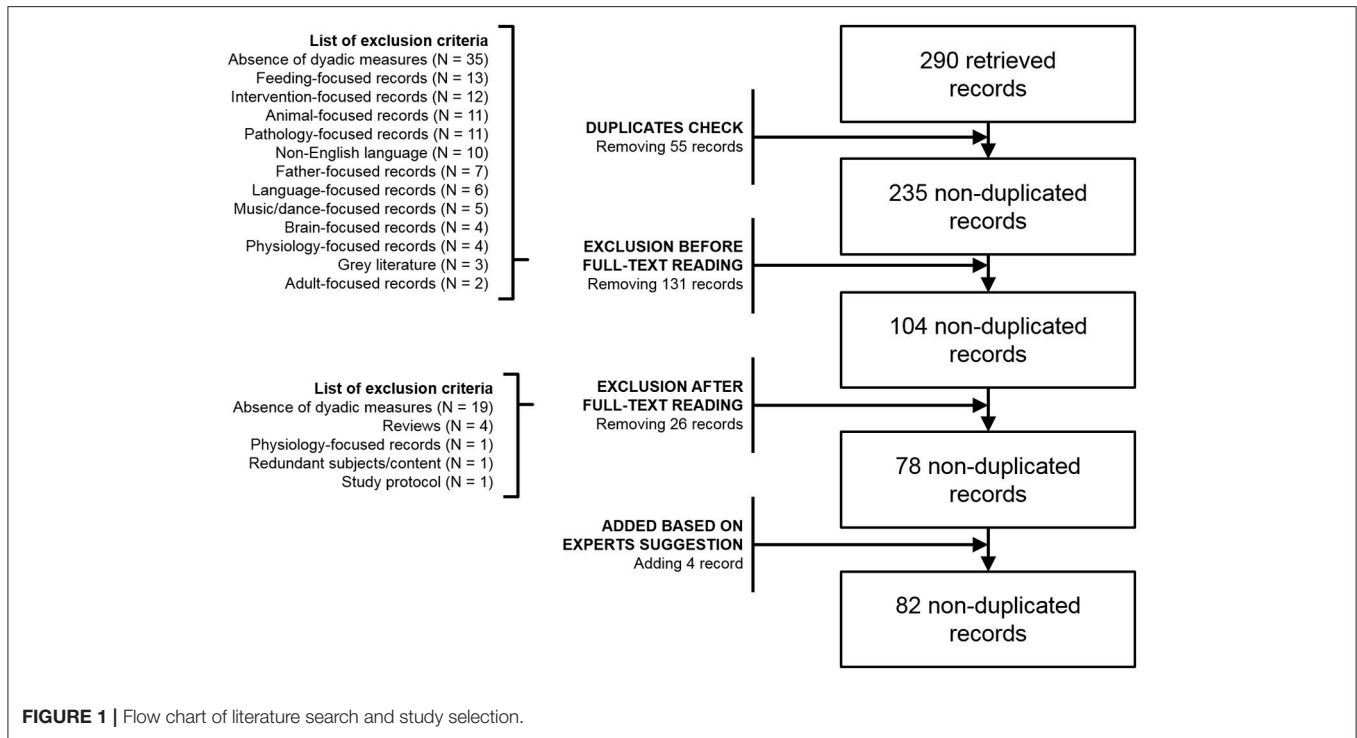 List of exclusion criteria
Absence of dyadic measures (N = 35)
Feeding-focused records (N = 13)
Intervention-focused records (N = 12)
Animal-focused records (N = 11)
Pathology-focused records (N = 11)
Non-English language (N = 10)
Father-focused records (N = 7)
Language-focused records (N = 6)
Music/dance-focused records (N = 5)
Brain-focused records (N = 4)
Physiology-focused records (N = 4)
Grey literature (N = 3)
Adult-focused records (N = 2)
290 retrieved
records
DUPLICATES CHECK
Removing 55 records
235 non-duplicated
records
EXCLUSION BEFORE
FULL-TEXT READING
Removing 131 records
104 non-duplicated
records
List of exclusion criteria
Absence of dyadic measures (N = 19)
Reviews (N = 4)
Physiology-focused records (N = 1)
Redundant subjects/content (N = 1)
Study protocol (N = 1)
EXCLUSION AFTER
FULL-TEXT READING
Removing 26 records
78 non-duplicated
records
ADDED BASED ON
EXPERTS SUGGESTION
Adding 4 record
82 non-duplicated
records
FIGURE 1 | Flow chart of literature search and study selection.